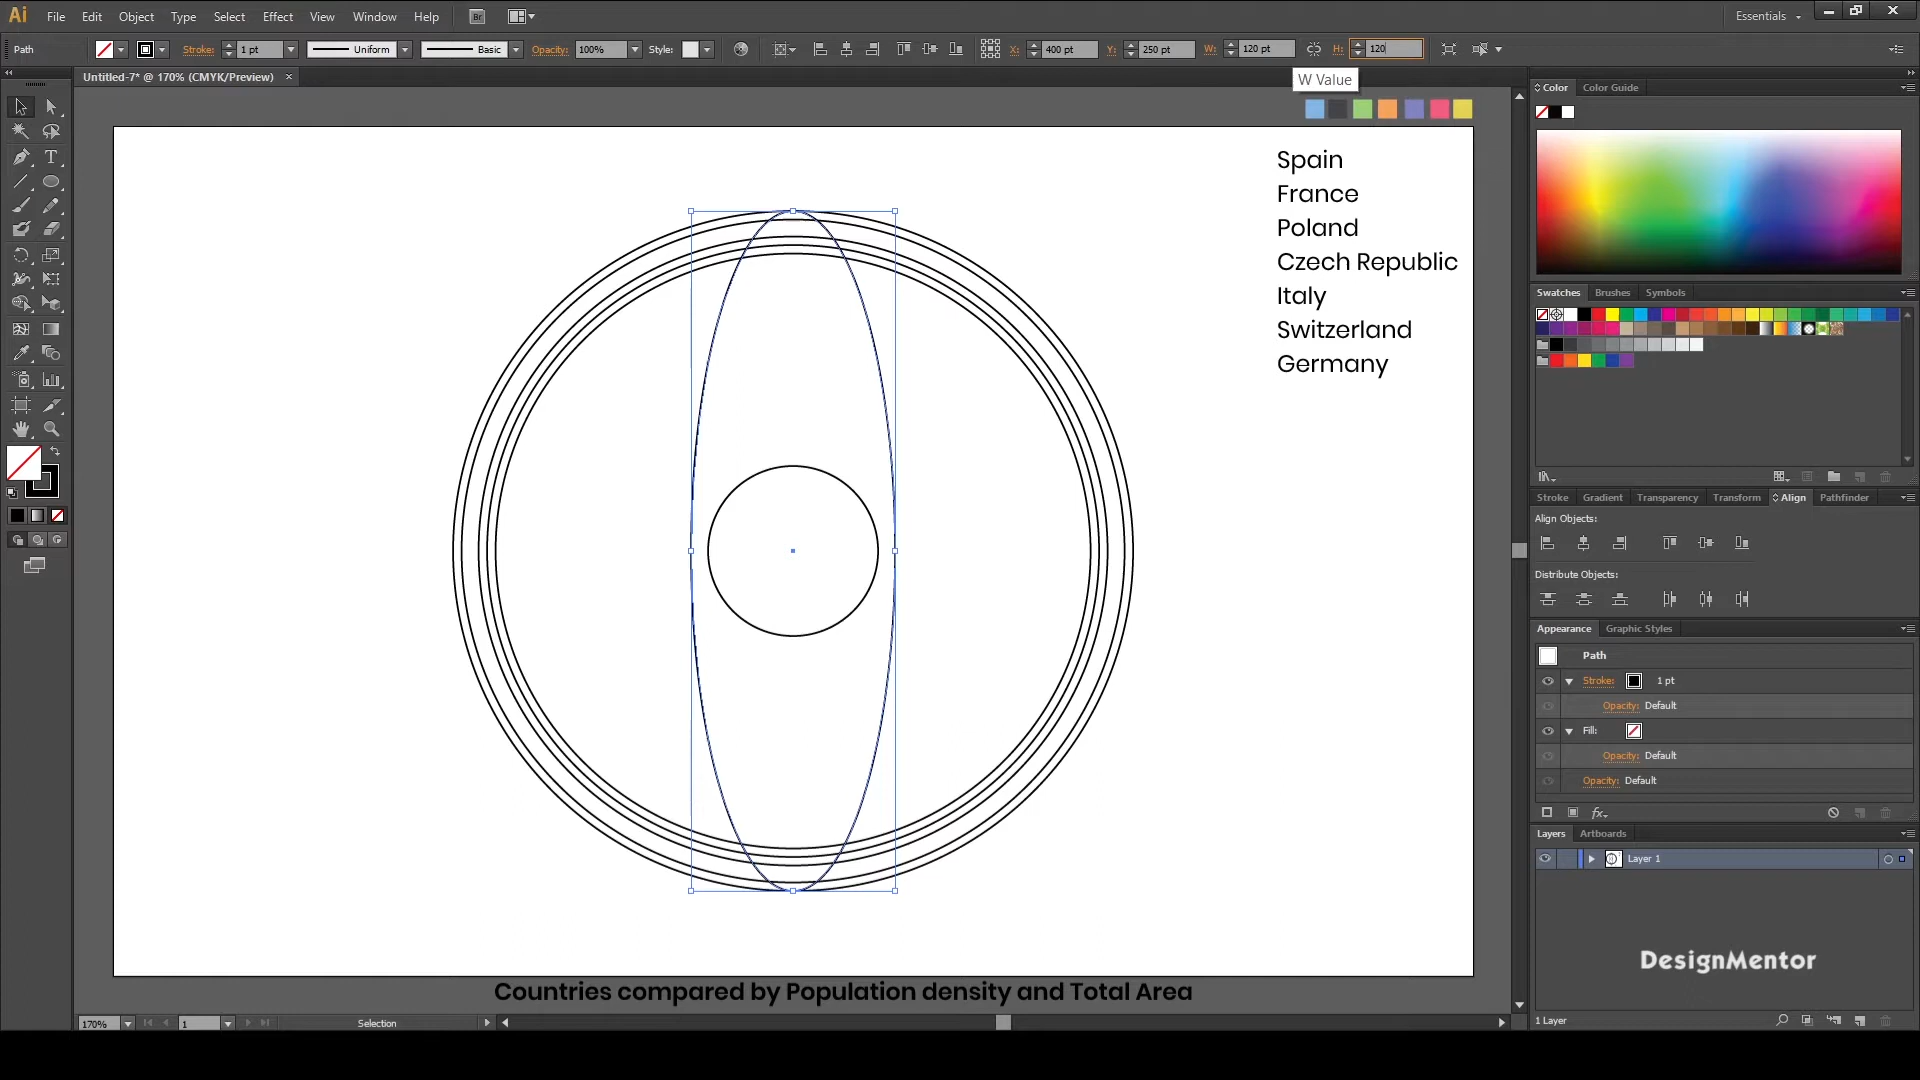 Ai File Edit Object Type Select Effect View Window Help Br Essentials
Path Stroke: 1 pt Uniform Basic Opacity: 100% Style: X: 400 pt Y: 250 pt W: 120 pt H: 120
Untitled-7* @ 170% (CMYK/Preview)
W Value
Color Color Guide
Spain
France
Poland
Czech Republic
Italy
Switzerland
Germany
Swatches Brushes Symbols
Stroke Gradient Transparency Transform Align Pathfinder
Align Objects:
Distribute Objects:
Appearance Graphic Styles
Path
Stroke: 1 pt
Opacity: Default
Fill:
Opacity: Default
Opacity: Default
fx
Layers Artboards
Layer 1
DesignMentor
Countries compared by Population density and Total Area
170% 1 Selection
1 Layer